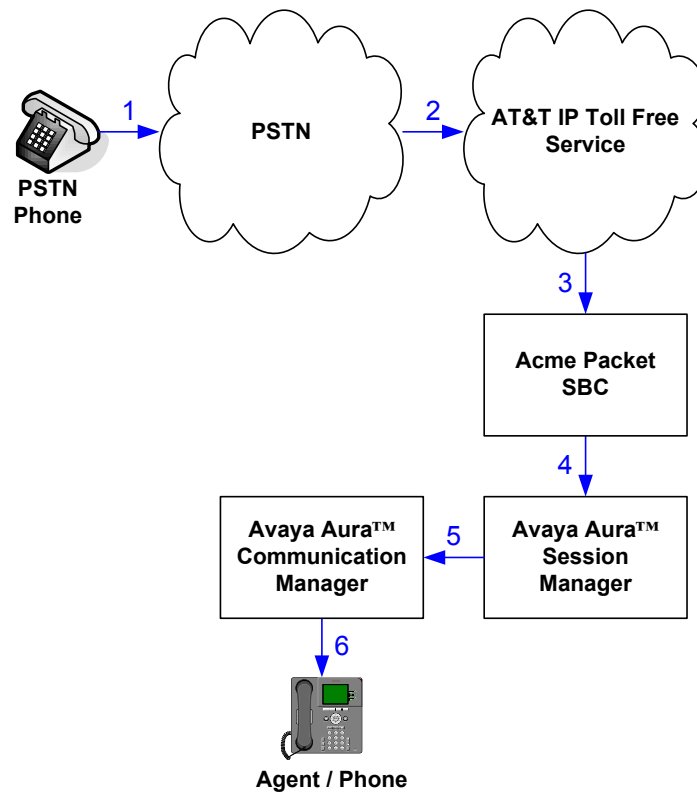 1
PSTN
Phone
PSTN
2
AT&T IP Toll Free
Service
3
Acme Packet
SBC
4
Avaya Aura™
Session
Manager
5
Avaya Aura™
Communication
Manager
6
Agent / Phone